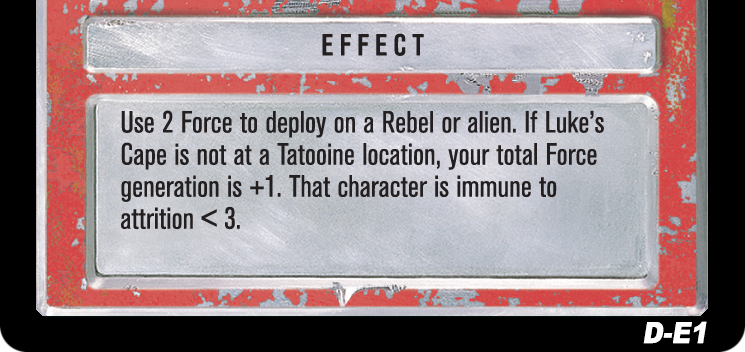 EFFECT
Use 2 Force to deploy on a Rebel or alien. If Luke's
Cape is not at a Tatooine location, your total Force
generation is +1. That character is immune to
attrition < 3.
D-E1